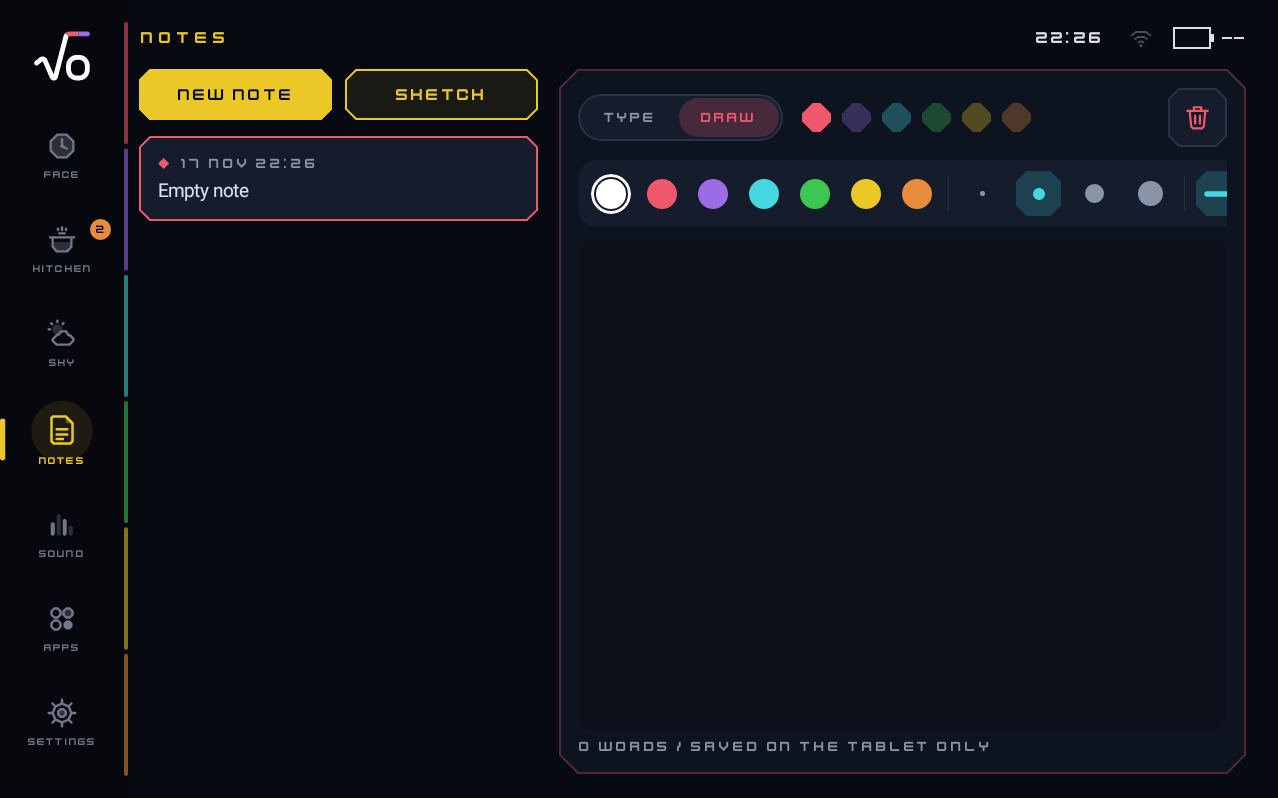 NOTES
22:26
--
NEW NOTE
SKETCH
17 NOV 22:26
Empty note
TYPE
DRAW
FACE
KITCHEN
2
SKY
NOTES
SOUND
APPS
SETTINGS
0 WORDS / SAVED ON THE TABLET ONLY